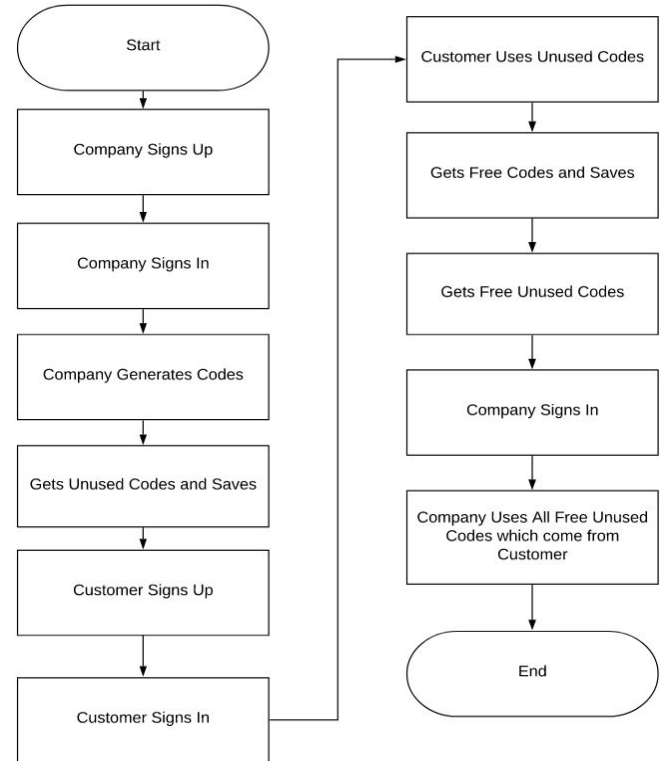 Start
Company Signs Up
Company Signs In
Company Generates Codes
Gets Unused Codes and Saves
Customer Signs Up
Customer Signs In
Customer Uses Unused Codes
Gets Free Codes and Saves
Gets Free Unused Codes
Company Signs In
Company Uses All Free Unused
Codes which come from
Customer
End